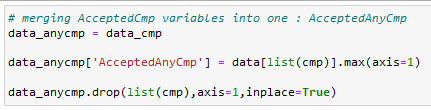 # merging AcceptedCmp variables into one : AcceptedAnyCmp
data_anycmp = data_cmp
data_anycmp['AcceptedAnyCmp'] = data[list(cmp)].max(axis=1)
data_anycmp.drop(list(cmp),axis=1,inplace=True)